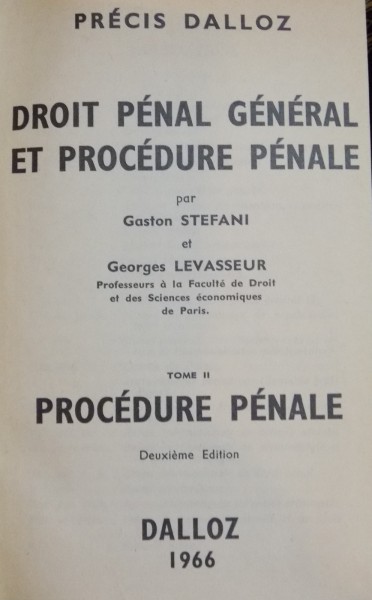 PRÉCIS DALLOZ
DROIT PÉNAL GÉNÉRAL
ET PROCÉDURE PÉNALE
par
Gaston STEFANI
et
Georges LEVASSEUR
Professeurs à la Faculté de Droit
et des Sciences économiques
de Paris.
TOME II
PROCÉDURE PÉNALE
Deuxième Edition
DALLOZ
1966